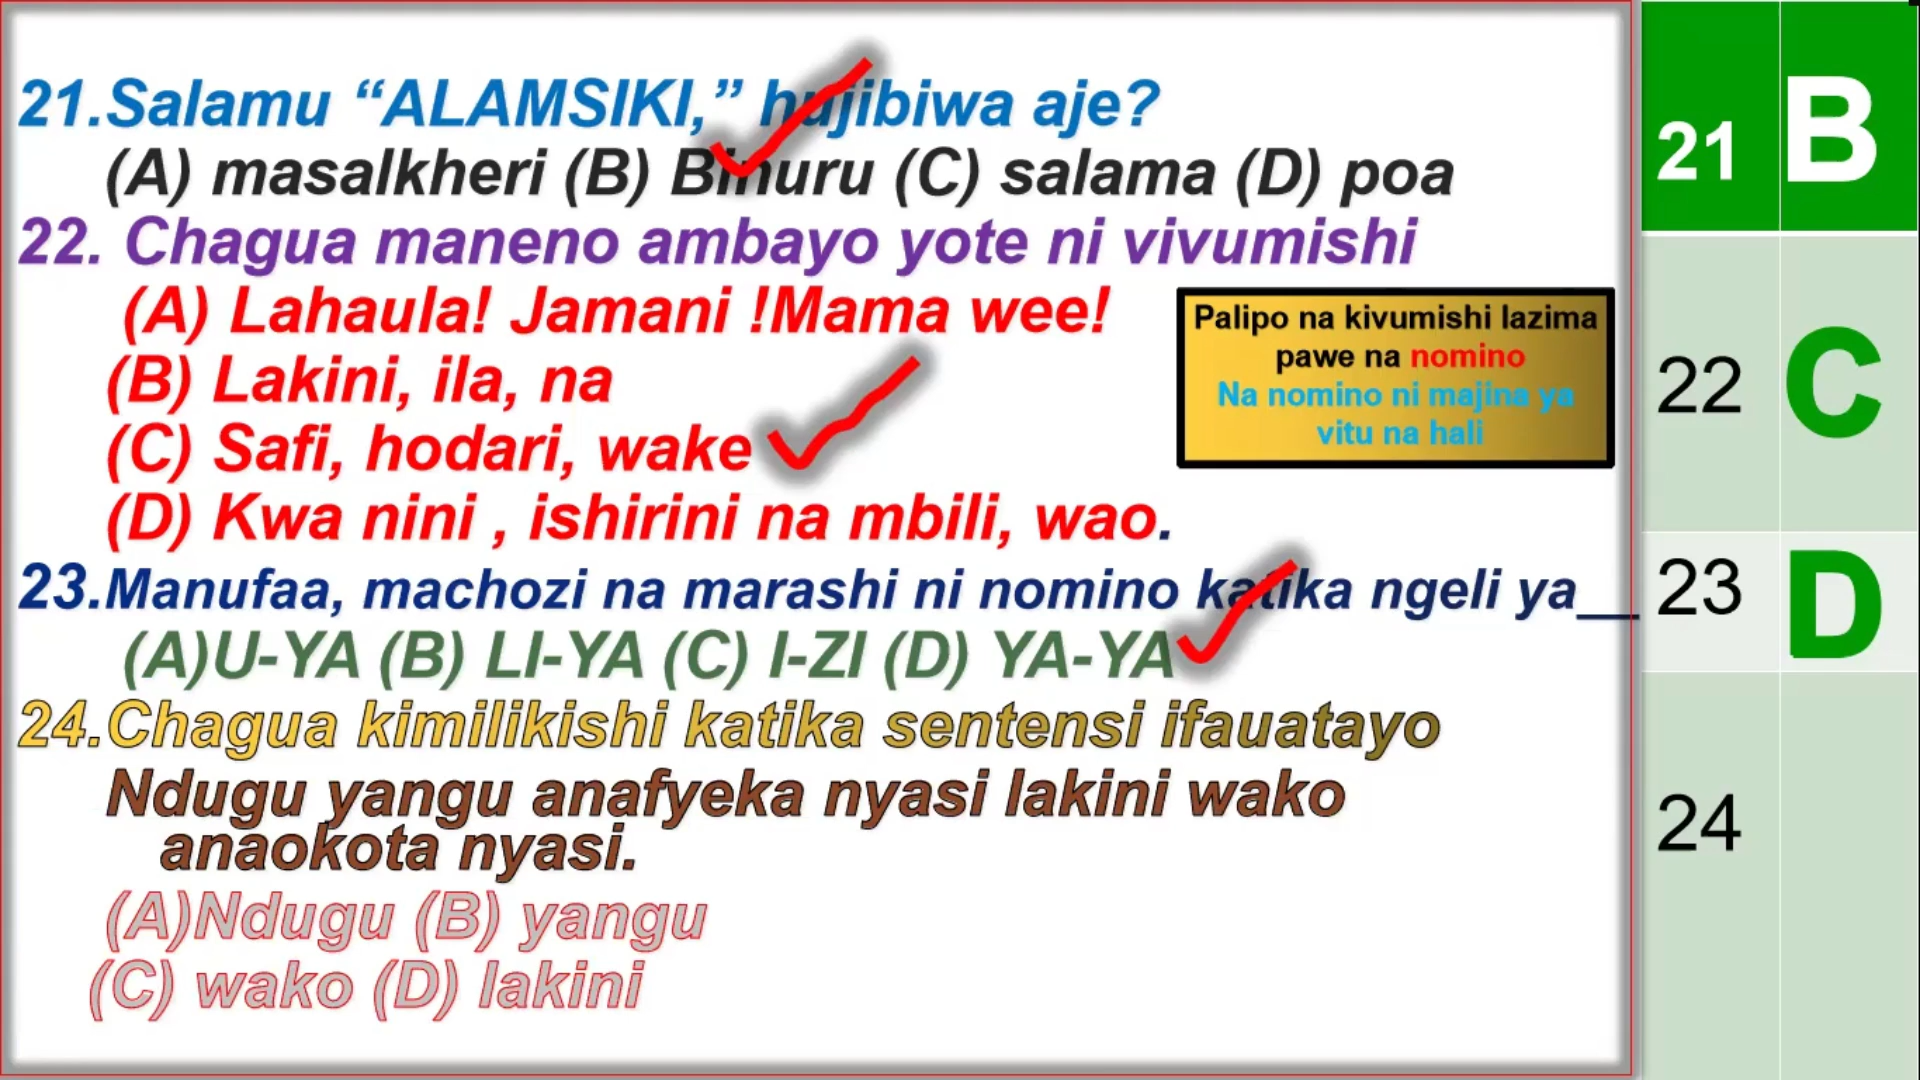 21.Salamu “ALAMSIKI,” hujibiwa aje?
(A) masalkheri (B) Binuru (C) salama (D) poa
22. Chagua maneno ambayo yote ni vivumishi
(A) Lahaula! Jamani !Mama wee!
(B) Lakini, ila, na
(C) Safi, hodari, wake
(D) Kwa nini , ishirini na mbili, wao.
Palipo na kivumishi lazima
pawe na nomino
Na nomino ni majina ya
vitu na hali
23.Manufaa, machozi na marashi ni nomino katika ngeli ya__
(A)U-YA (B) LI-YA (C) I-ZI (D) YA-YA
24.Chagua kimilikishi katika sentensi ifauatayo
Ndugu yangu anafyeka nyasi lakini wako
anaokota nyasi.
(A)Ndugu (B) yangu
(C) wako (D) lakini
21 B
22 C
23 D
24